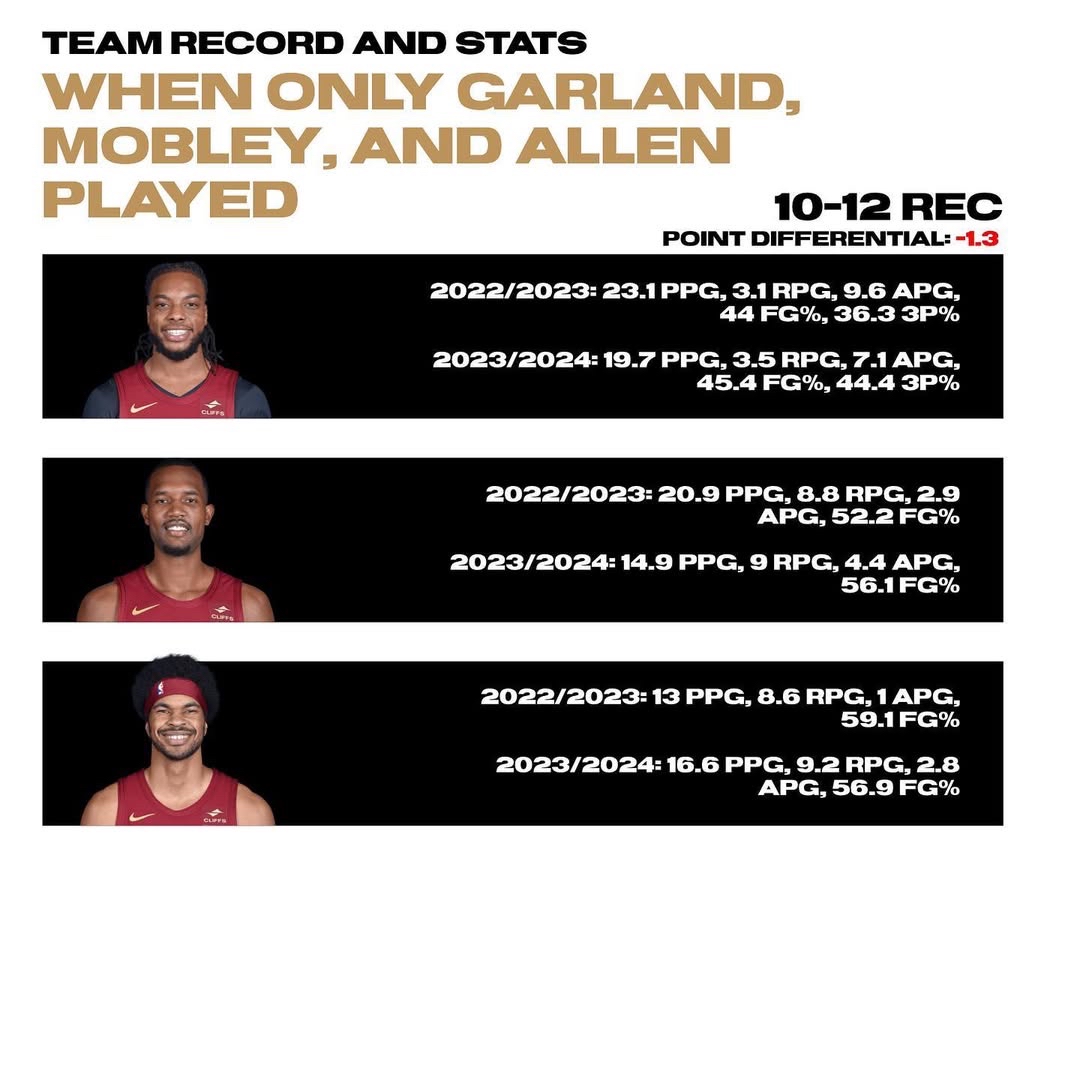 TEAM RECORD AND STATS
WHEN ONLY GARLAND,
MOBLEY, AND ALLEN
PLAYED
10-12 REC
POINT DIFFERENTIAL: -1.3
2022/2023: 23.1 PPG, 3.1 RPG, 9.6 APG,
44 FG%, 36.3 3P%
2023/2024: 19.7 PPG, 3.5 RPG, 7.1 APG,
45.4 FG%, 44.4 3P%
CLIFFS
2022/2023: 20.9 PPG, 8.8 RPG, 2.9
APG, 52.2 FG%
2023/2024: 14.9 PPG, 9 RPG, 4.4 APG,
56.1 FG%
CLIFFS
2022/2023: 13 PPG, 8.6 RPG, 1 APG,
59.1 FG%
2023/2024: 16.6 PPG, 9.2 RPG, 2.8
APG, 56.9 FG%
CLIFFS